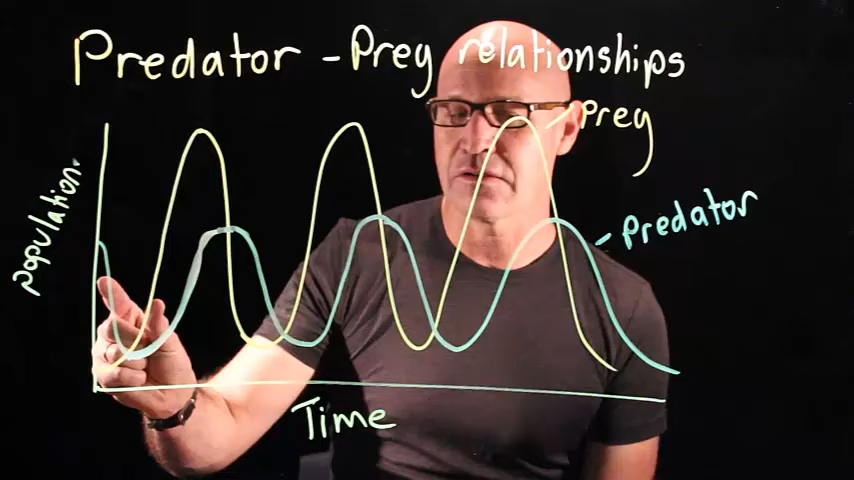 Predator - Prey relationships
Prey
Predator
population.
Time